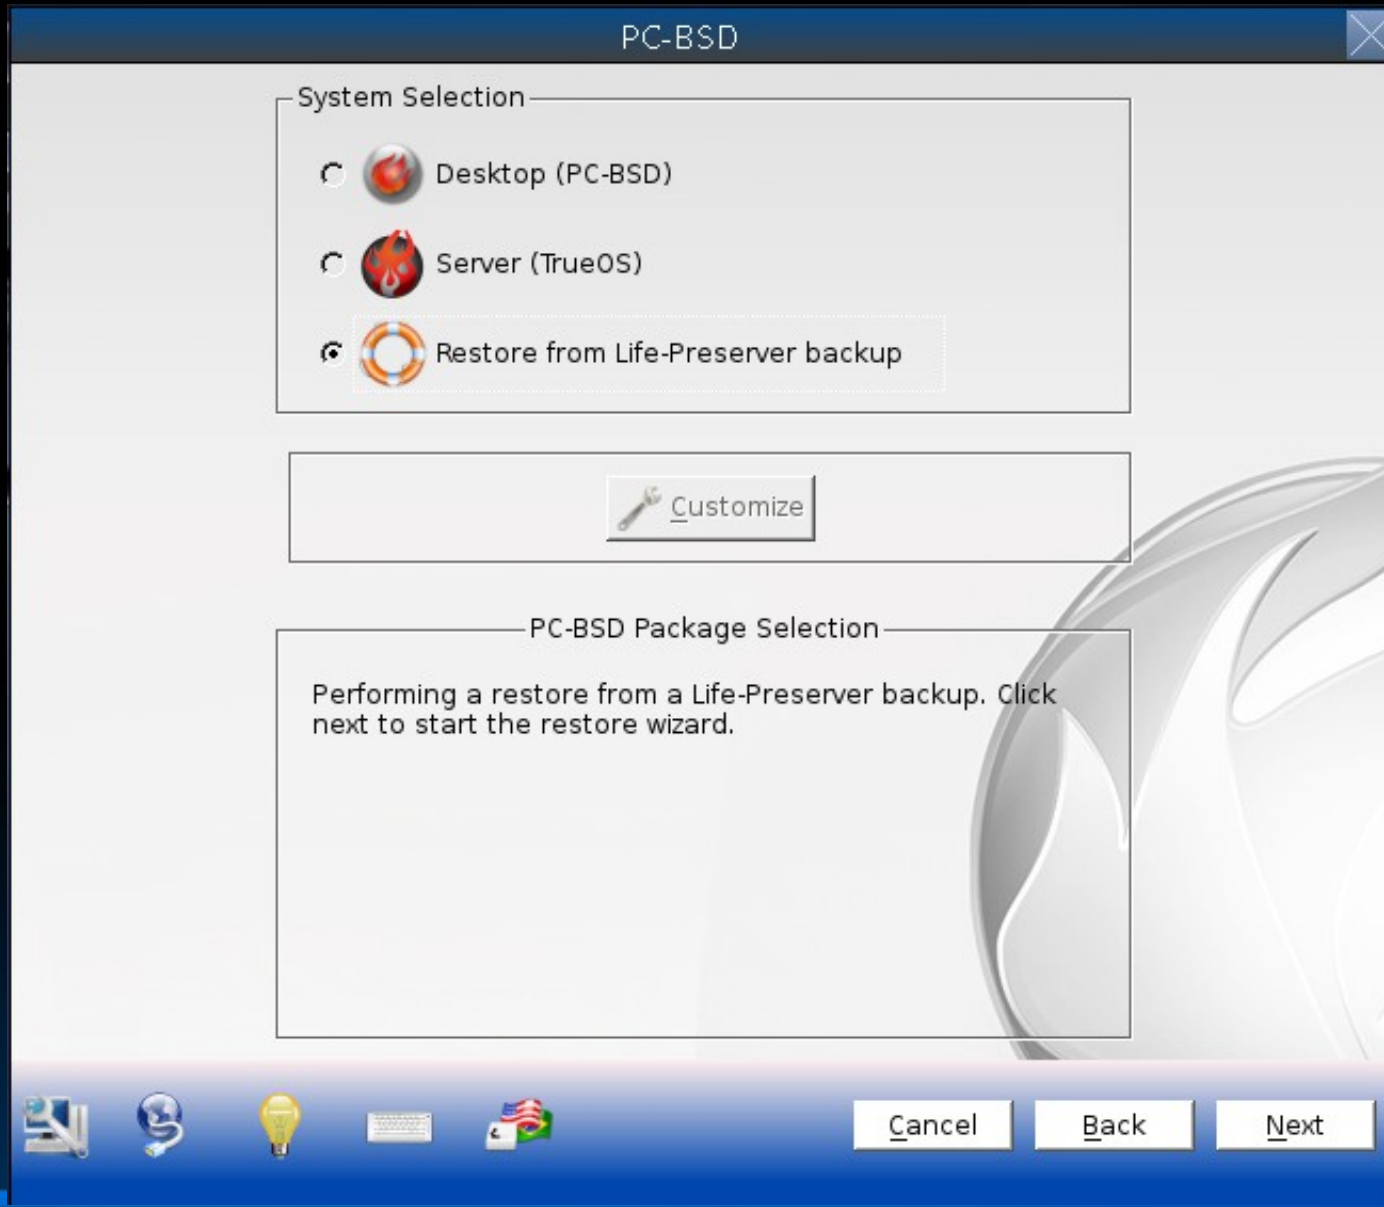 PC-BSD
System Selection
Desktop (PC-BSD)
Server (TrueOS)
Restore from Life-Preserver backup
Customize
PC-BSD Package Selection
Performing a restore from a Life-Preserver backup. Click
next to start the restore wizard.
Cancel
Back
Next